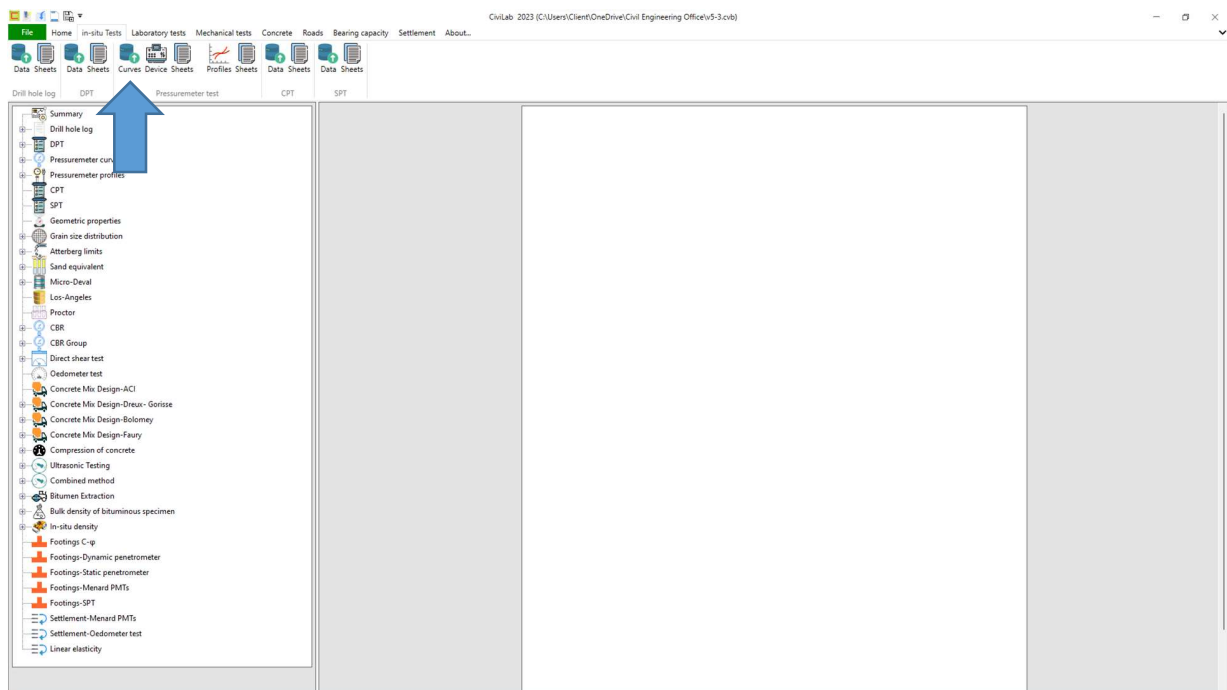 CiviLab 2023 (C:\Users\Client\OneDrive\Civil Engineering Office\v5-3.cvb)
File Home in-situ Tests Laboratory tests Mechanical tests Concrete Roads Bearing capacity Settlement About...
Data Sheets Data Sheets Curves Device Sheets Profiles Sheets Data Sheets Data Sheets
Drill hole log DPT Pressuremeter test CPT SPT
Summary
Drill hole log
DPT
Pressuremeter cur
Pressuremeter profiles
CPT
SPT
Geometric properties
Grain size distribution
Atterberg limits
Sand equivalent
Micro-Deval
Los-Angeles
Proctor
CBR
CBR Group
Direct shear test
Oedometer test
Concrete Mix Design-ACI
Concrete Mix Design-Dreux- Gorisse
Concrete Mix Design-Bolomey
Concrete Mix Design-Faury
Compression of concrete
Ultrasonic Testing
Combined method
Bitumen Extraction
Bulk density of bituminous specimen
In-situ density
Footings C-φ
Footings-Dynamic penetrometer
Footings-Static penetrometer
Footings-Menard PMTs
Footings-SPT
Settlement-Menard PMTs
Settlement-Oedometer test
Linear elasticity